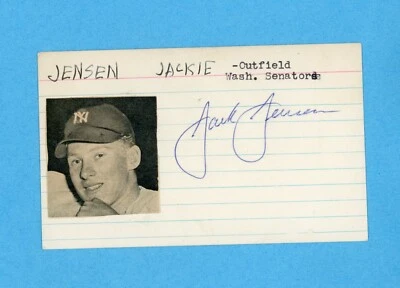 JENSEN JACKIE -Outfield
Wash. Senators
NY
Jack Jensen